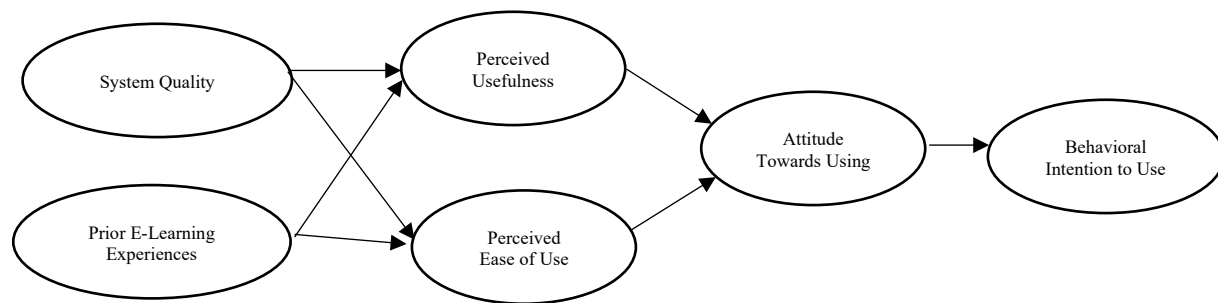 System Quality
Perceived
Usefulness
Attitude
Towards Using
Behavioral
Intention to Use
Prior E-Learning
Experiences
Perceived
Ease of Use